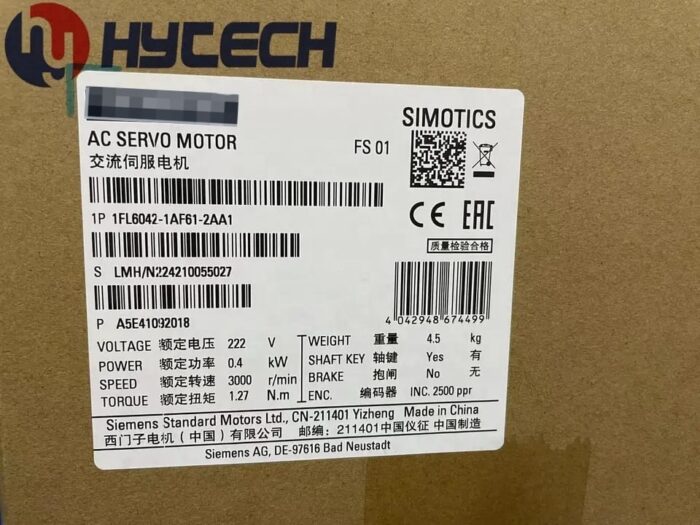 HYTECH
AC SERVO MOTOR
交流伺服电机
FS 01
SIMOTICS
1P 1FL6042-1AF61-2AA1
CE EAC
质量检验合格
S LMH/N224210055027
P A5E41092018
4 042948 674499
VOLTAGE 额定电压 222 V
POWER 额定功率 0.4 kW
SPEED 额定转速 3000 r/min
TORQUE 额定扭矩 1.27 N.m
WEIGHT 重量 4.5 kg
SHAFT KEY 轴键 Yes 有
BRAKE 抱闸 No 无
ENC. 编码器 INC. 2500 ppr
Siemens Standard Motors Ltd., CN-211401 Yizheng Made in China
西门子电机（中国）有限公司 邮编：211401中国仪征 中国制造
Siemens AG, DE-97616 Bad Neustadt